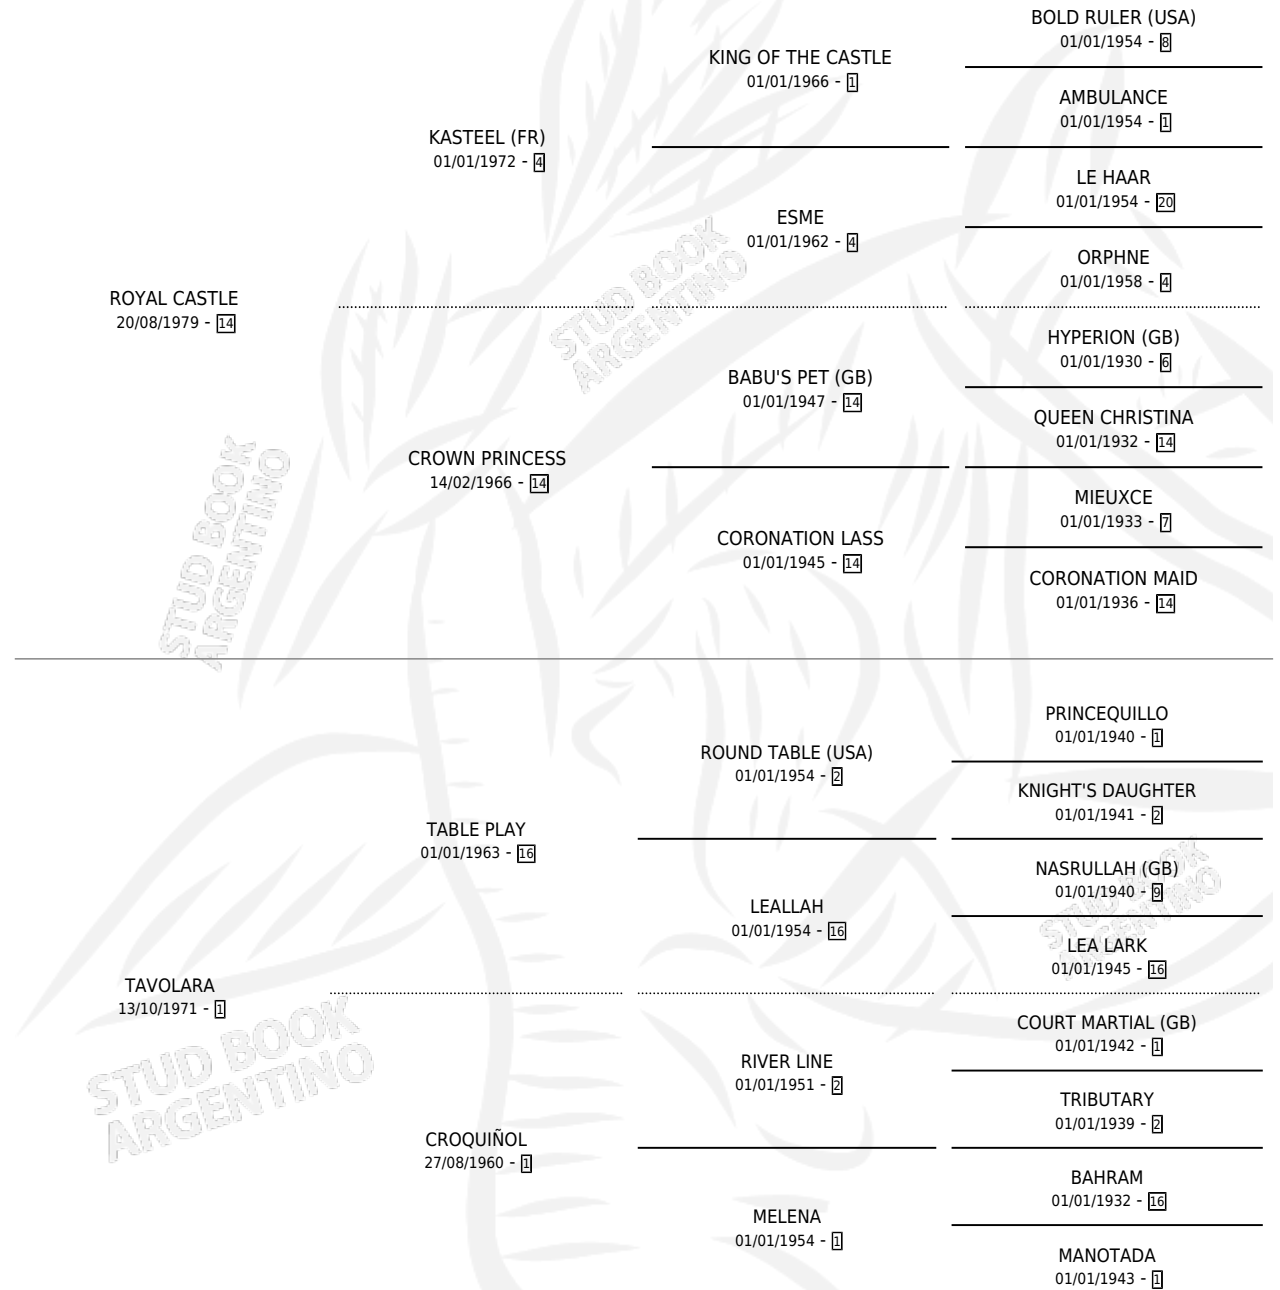 BOLD RULER (USA)
01/01/1954 - 8
KING OF THE CASTLE
01/01/1966 - 1
AMBULANCE
01/01/1954 - 1
KASTEEL (FR)
01/01/1972 - 4
LE HAAR
01/01/1954 - 20
ESME
01/01/1962 - 4
ORPHNE
01/01/1958 - 4
ROYAL CASTLE
20/08/1979 - 14
HYPERION (GB)
01/01/1930 - 6
BABU'S PET (GB)
01/01/1947 - 14
QUEEN CHRISTINA
01/01/1932 - 14
CROWN PRINCESS
14/02/1966 - 14
MIEUXCE
01/01/1933 - 7
CORONATION LASS
01/01/1945 - 14
CORONATION MAID
01/01/1936 - 14
PRINCEQUILLO
01/01/1940 - 1
ROUND TABLE (USA)
01/01/1954 - 2
KNIGHT'S DAUGHTER
01/01/1941 - 2
TABLE PLAY
01/01/1963 - 16
NASRULLAH (GB)
01/01/1940 - 9
LEALLAH
01/01/1954 - 16
LEA LARK
01/01/1945 - 16
TAVOLARA
13/10/1971 - 1
COURT MARTIAL (GB)
01/01/1942 - 1
RIVER LINE
01/01/1951 - 2
TRIBUTARY
01/01/1939 - 2
CROQUIÑOL
27/08/1960 - 1
BAHRAM
01/01/1932 - 16
MELENA
01/01/1954 - 1
MANOTADA
01/01/1943 - 1
STUD BOOK
ARGENTINO
STUD BOOK
ARGENTINO
STUD BOOK
ARGENTINO
STUD BOOK
ARGENTINO